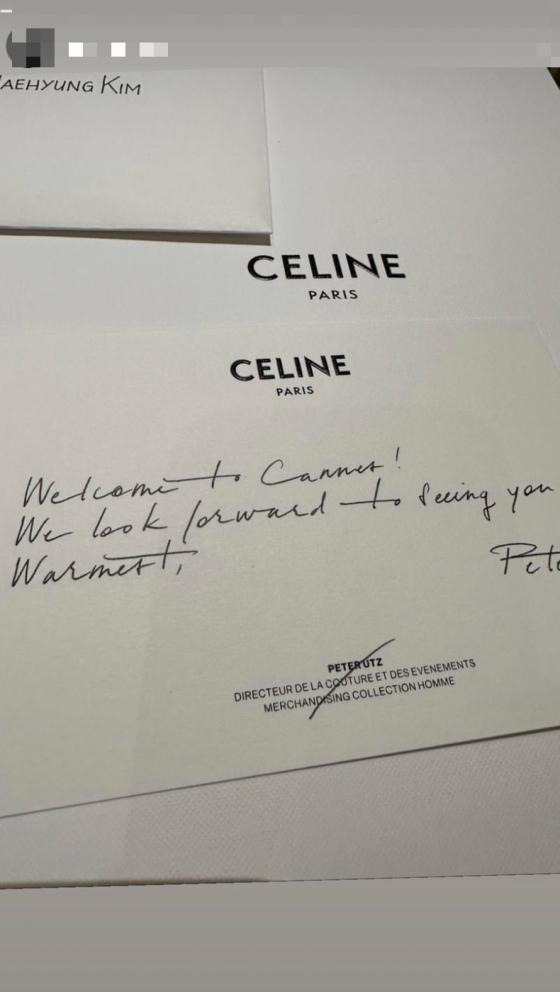 AEHYUNG KIM
CELINE
PARIS
CELINE
PARIS
Welcome to Cannes!
We look forward to seeing you
Warmest,
Pete
PETER UTZ
DIRECTEUR DE LA COUTURE ET DES EVENEMENTS
MERCHANDISING COLLECTION HOMME